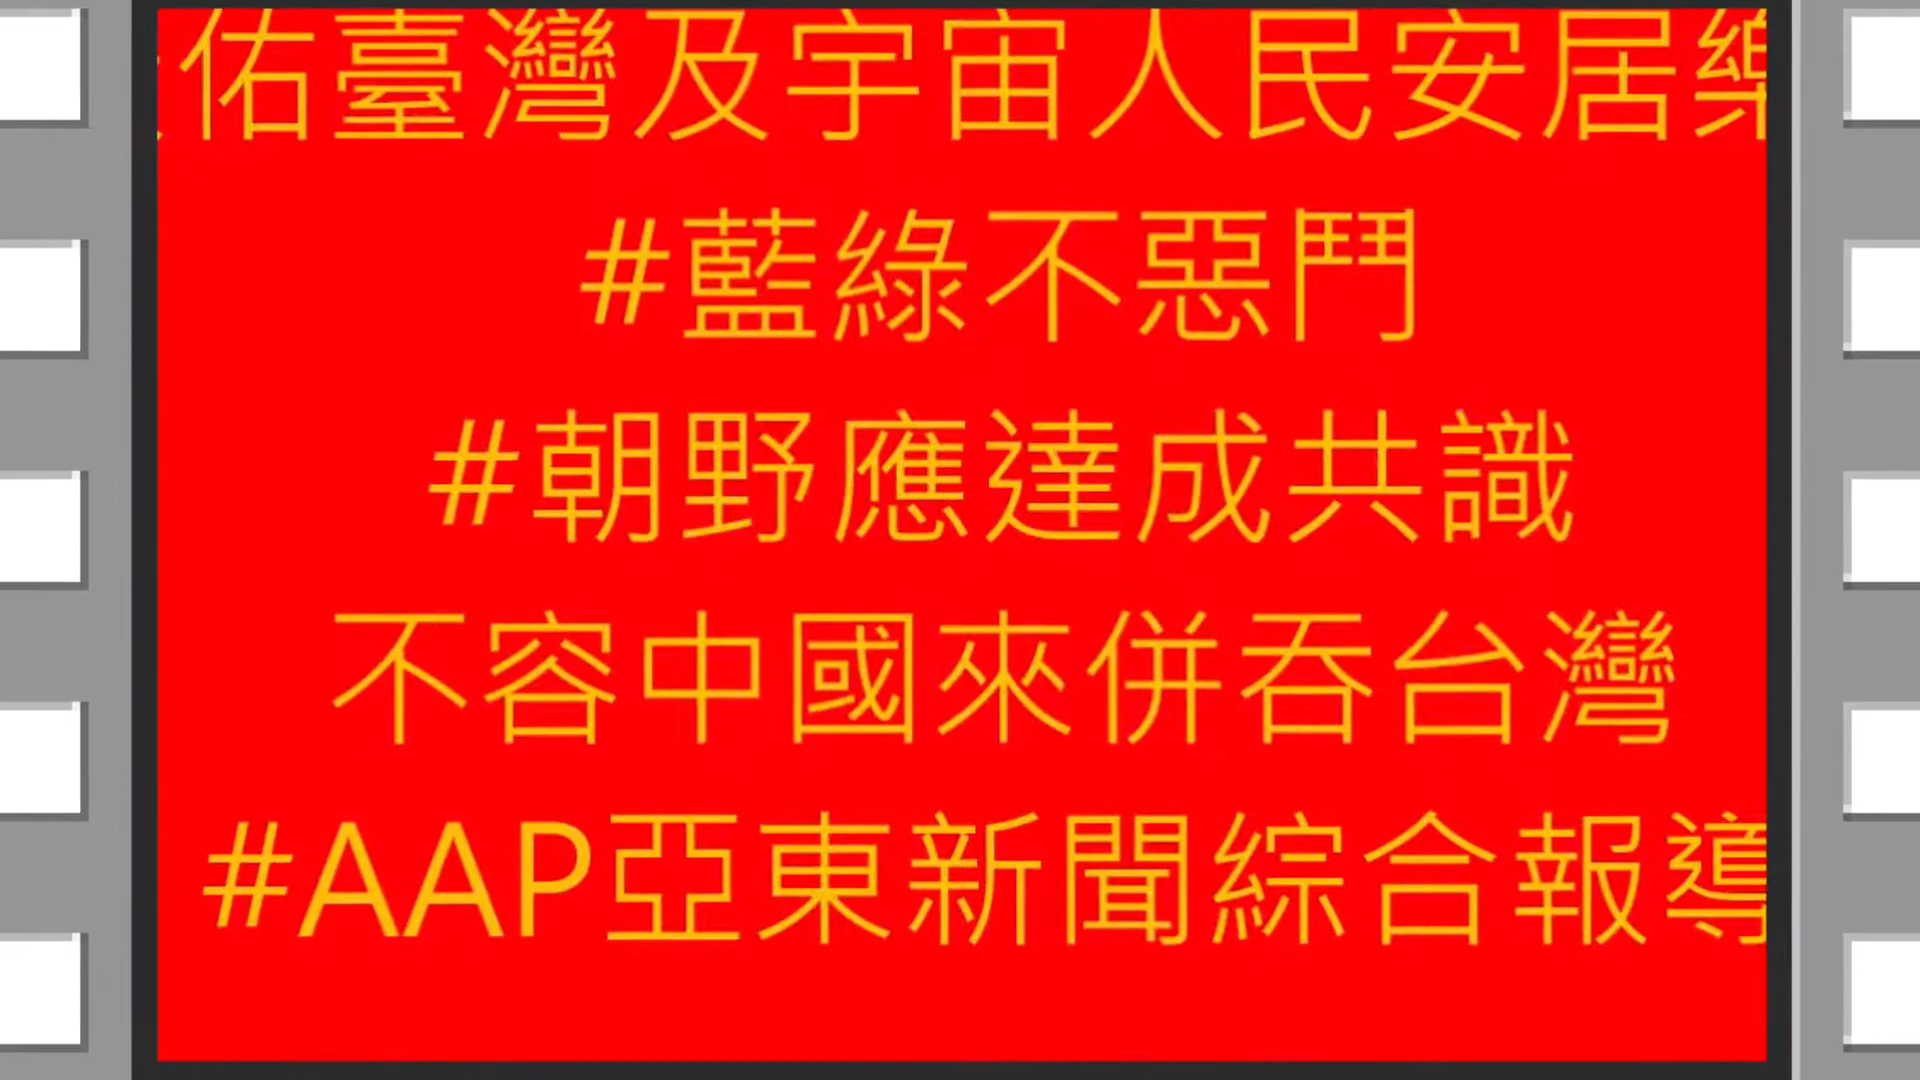 佑臺灣及宇宙人民安居樂
#藍綠不惡鬥
#朝野應達成共識
不容中國來併吞台灣
#AAP亞東新聞綜合報導